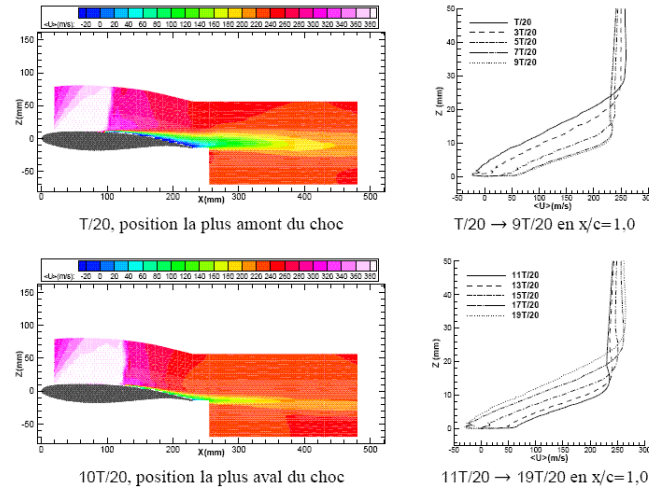 <U>(m/s): -20 0 20 40 60 80 100 120 140 160 180 200 220 240 260 280 300 320 340 360 380
Z(mm)
150
100
50
0
-50
0 100 200 300 400 500
X(mm)
T/20, position la plus amont du choc
Z (mm)
50
40
30
20
10
0
T/20
3T/20
5T/20
7T/20
9T/20
-50 0 50 100 150 200 250 300
<U> (m/s)
T/20 → 9T/20 en x/c=1,0
<U>(m/s): -20 0 20 40 60 80 100 120 140 160 180 200 220 240 260 280 300 320 340 360 380
Z(mm)
150
100
50
0
-50
0 100 200 300 400 500
X(mm)
10T/20, position la plus aval du choc
Z (mm)
50
40
30
20
10
0
11T/20
13T/20
15T/20
17T/20
19T/20
-50 0 50 100 150 200 250 300
<U> (m/s)
11T/20 → 19T/20 en x/c=1,0